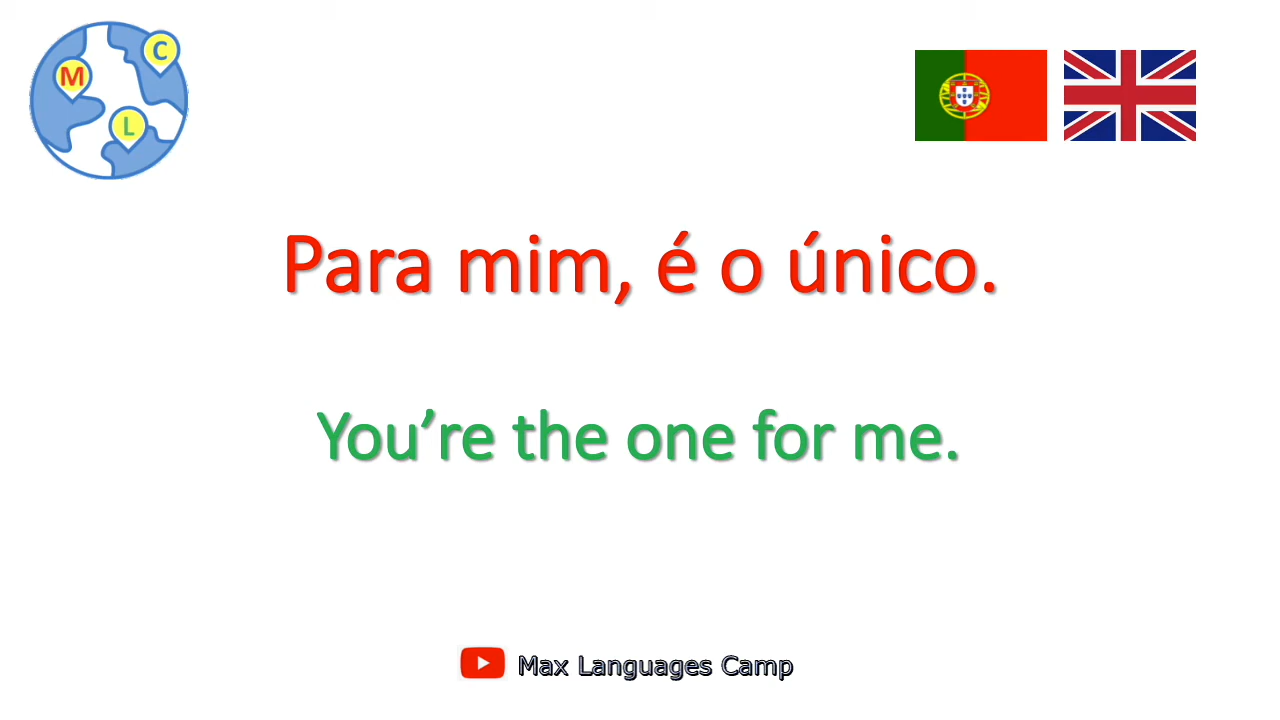 M
C
L
Para mim, é o único.
You’re the one for me.
Max Languages Camp